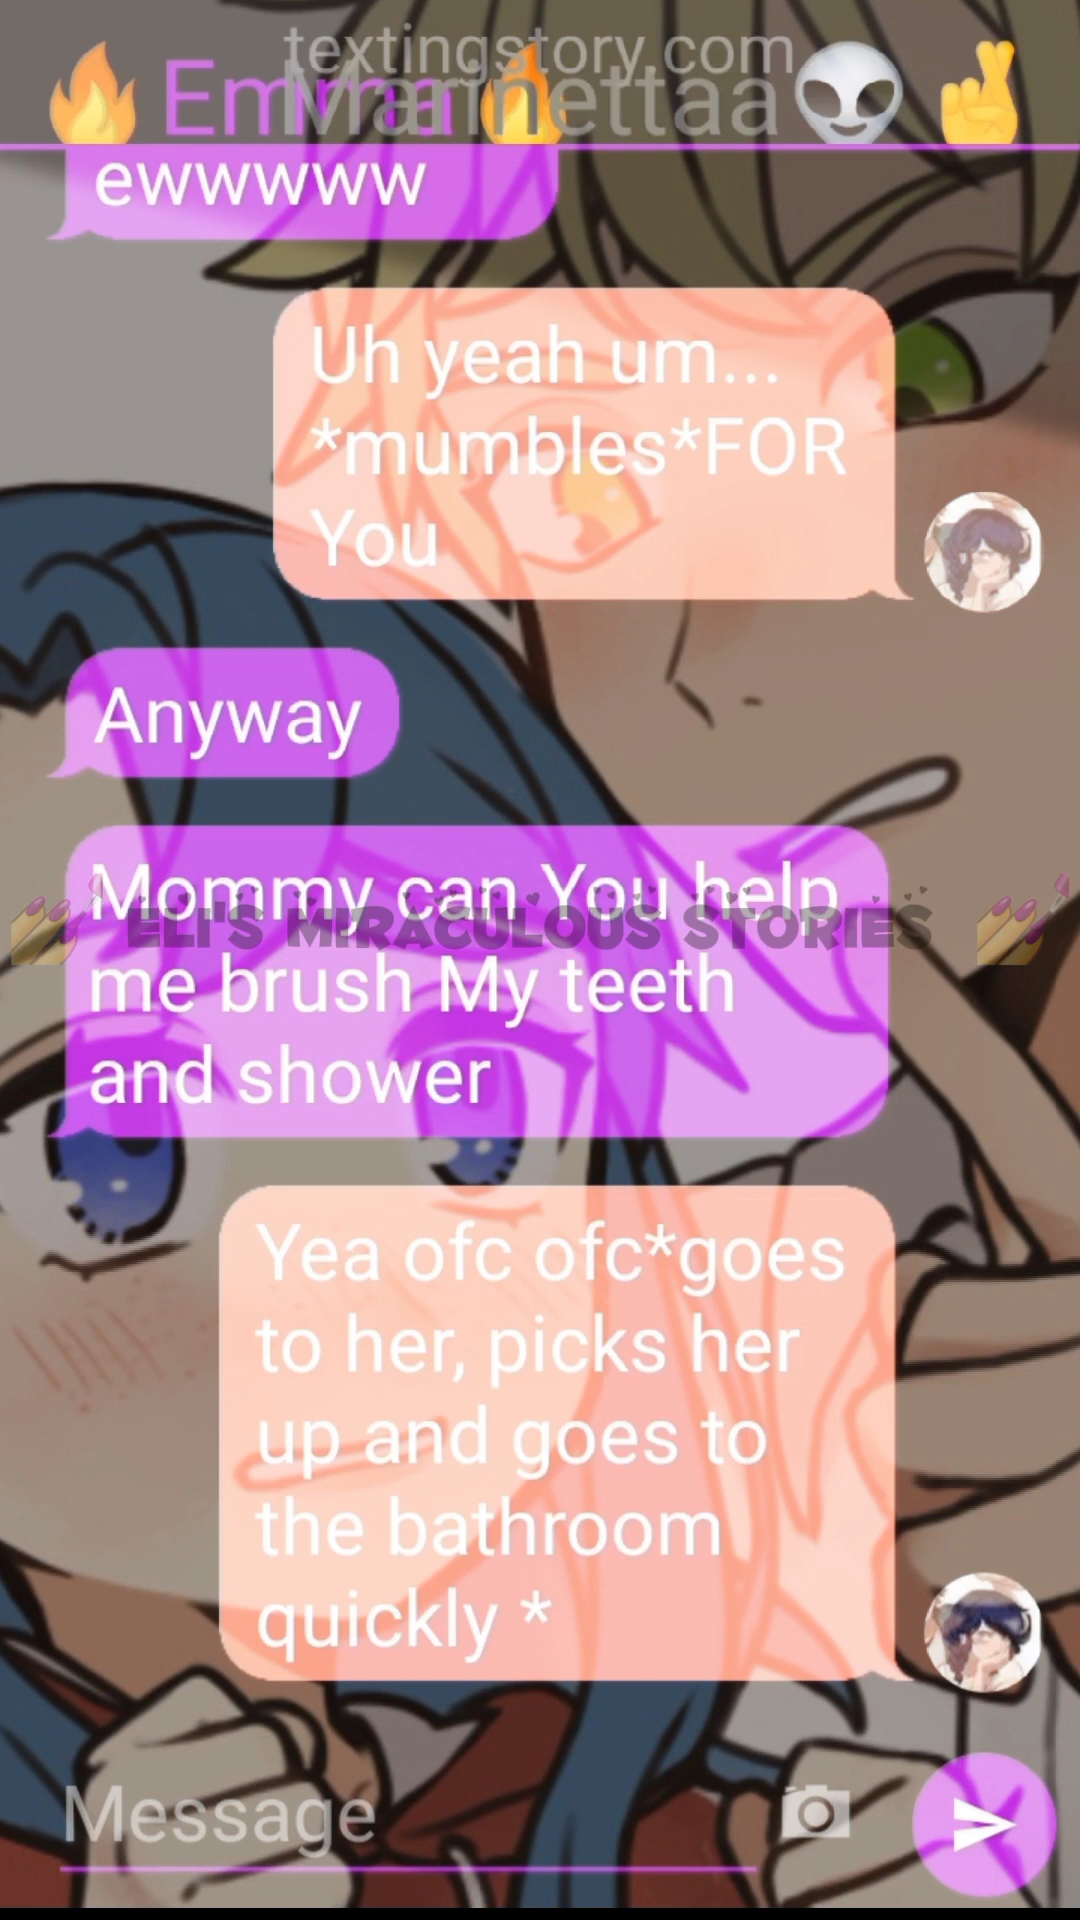 textingstory.com
🔥 Emma 🔥
Marinettaa👽🤞
ewwwww
Uh yeah um...
*mumbles*FOR
You
Anyway
Mommy can You help
💅 ELI'S MIRACULOUS STORIES 💅
me brush My teeth
and shower
Yea ofc ofc*goes
to her, picks her
up and goes to
the bathroom
quickly *
Message